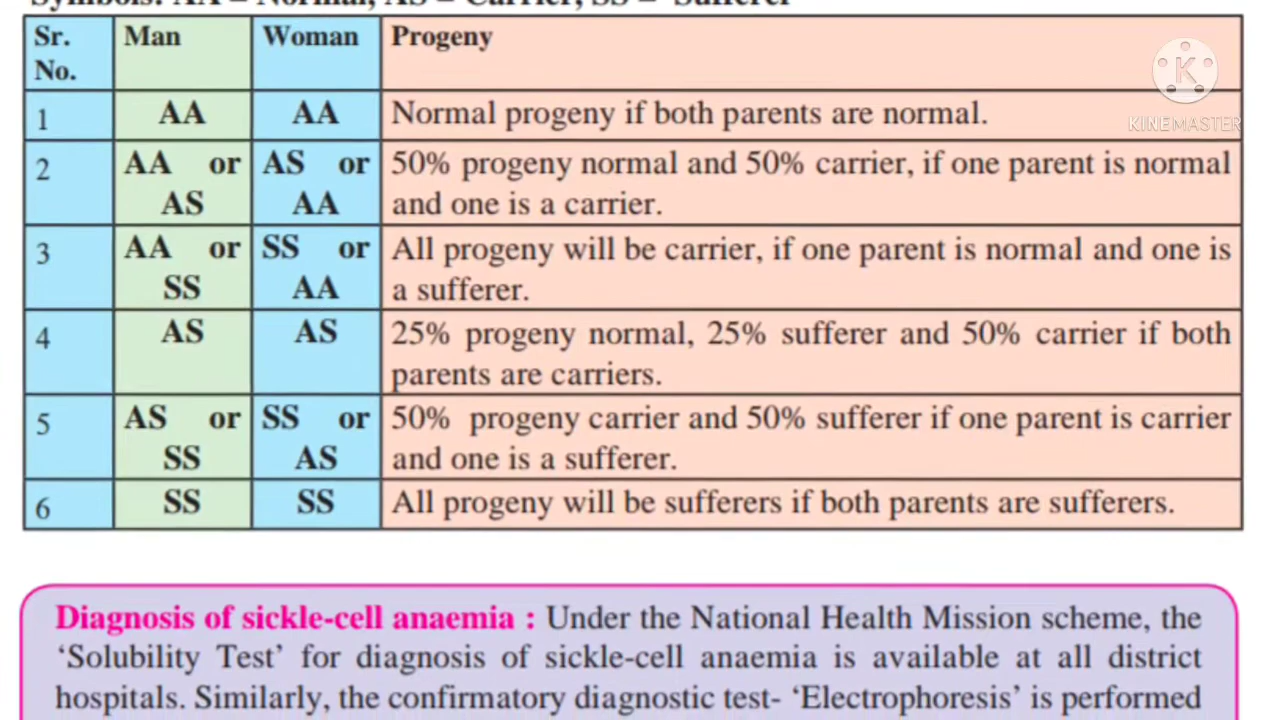 Symbols: AA = Normal, AS = Carrier, SS = Sufferer
Sr. No. Man Woman Progeny
1 AA AA Normal progeny if both parents are normal.
2 AA or AS AS or AA 50% progeny normal and 50% carrier, if one parent is normal
and one is a carrier.
3 AA or SS SS or AA All progeny will be carrier, if one parent is normal and one is
a sufferer.
4 AS AS 25% progeny normal, 25% sufferer and 50% carrier if both
parents are carriers.
5 AS or SS SS or AS 50% progeny carrier and 50% sufferer if one parent is carrier
and one is a sufferer.
6 SS SS All progeny will be sufferers if both parents are sufferers.
K
KINEMASTER
Diagnosis of sickle-cell anaemia : Under the National Health Mission scheme, the
‘Solubility Test’ for diagnosis of sickle-cell anaemia is available at all district
hospitals. Similarly, the confirmatory diagnostic test- ‘Electrophoresis’ is performed